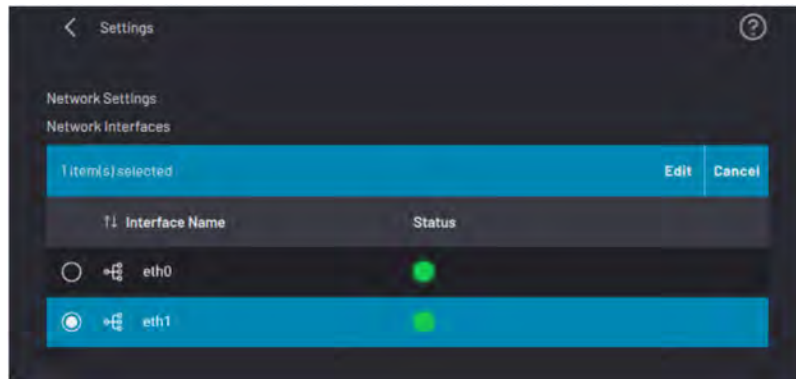 Settings
Network Settings
Network Interfaces
1 item(s) selected Edit Cancel
Interface Name Status
eth0
eth1